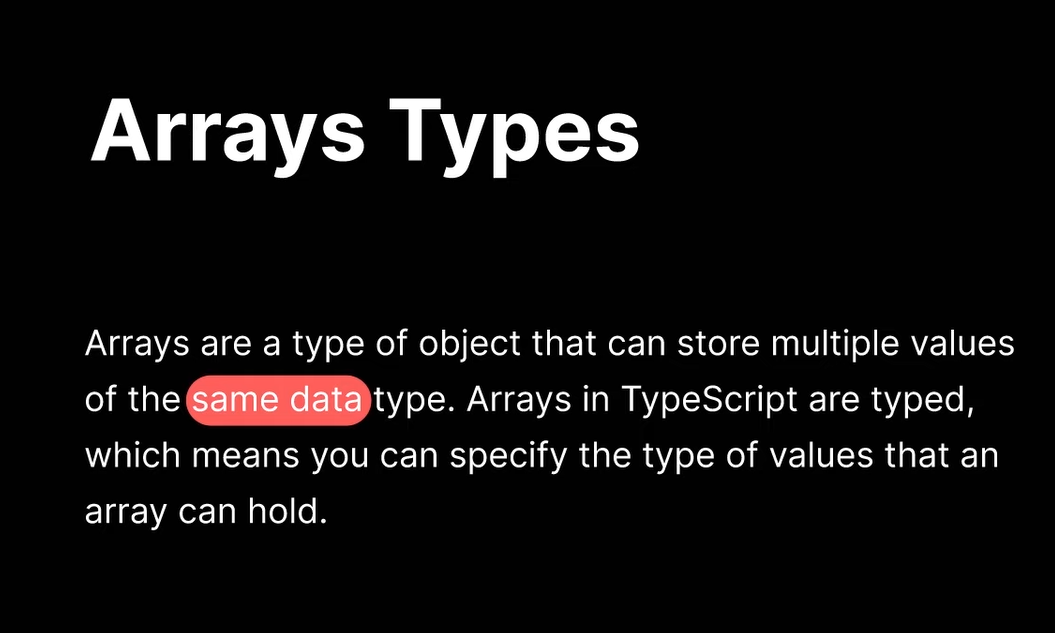 Arrays Types
Arrays are a type of object that can store multiple values
of the same data type. Arrays in TypeScript are typed,
which means you can specify the type of values that an
array can hold.